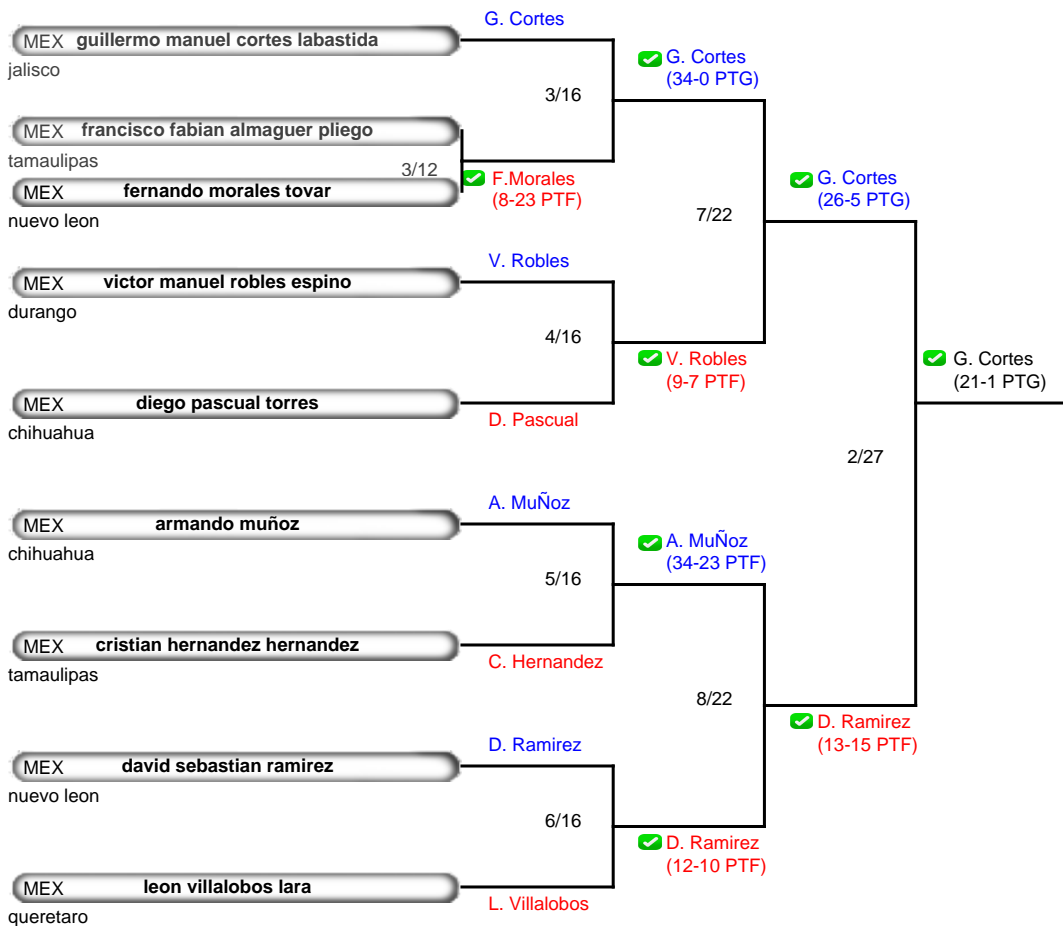 G. Cortes
MEX guillermo manuel cortes labastida
jalisco
G. Cortes
(34-0 PTG)
3/16
MEX francisco fabian almaguer pliego
tamaulipas
3/12
F.Morales
(8-23 PTF)
MEX fernando morales tovar
nuevo leon
G. Cortes
(26-5 PTG)
7/22
V. Robles
MEX victor manuel robles espino
durango
4/16
V. Robles
(9-7 PTF)
G. Cortes
(21-1 PTG)
MEX diego pascual torres
chihuahua
D. Pascual
2/27
A. MuÑoz
MEX armando muñoz
chihuahua
A. MuÑoz
(34-23 PTF)
5/16
MEX cristian hernandez hernandez
tamaulipas
C. Hernandez
8/22
D. Ramirez
(13-15 PTF)
D. Ramirez
MEX david sebastian ramirez
nuevo leon
6/16
D. Ramirez
(12-10 PTF)
MEX leon villalobos lara
queretaro
L. Villalobos